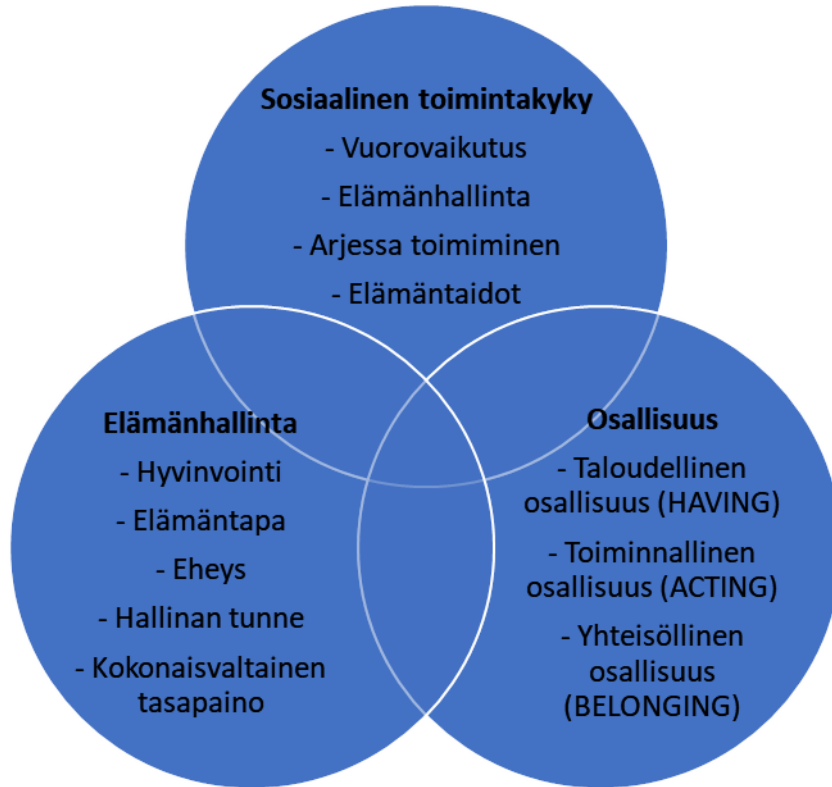 Sosiaalinen toimintakyky
- Vuorovaikutus
- Elämänhallinta
- Arjessa toimiminen
- Elämäntaidot
Elämänhallinta
- Hyvinvointi
- Elämäntapa
- Eheys
- Hallinan tunne
- Kokonaisvaltainen
tasapaino
Osallisuus
- Taloudellinen
osallisuus (HAVING)
- Toiminnallinen
osallisuus (ACTING)
- Yhteisöllinen
osallisuus
(BELONGING)